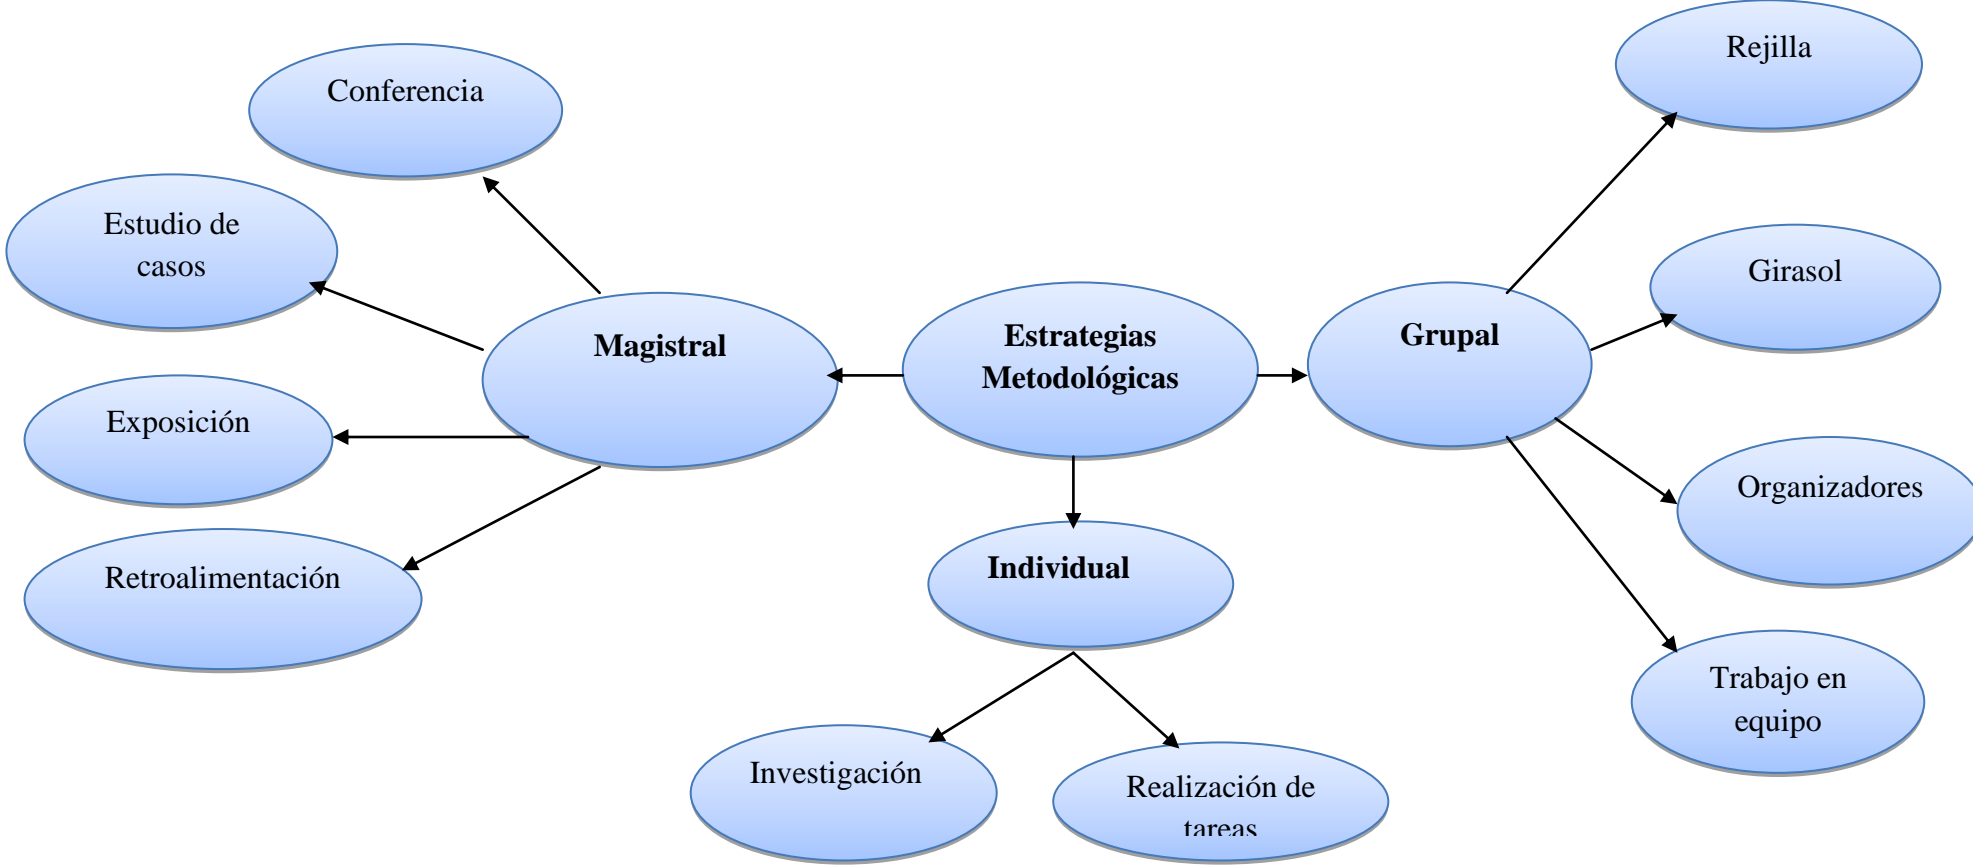 Rejilla
Conferencia
Estudio de
casos
Girasol
Estrategias
Metodológicas
Magistral
Grupal
Exposición
Organizadores
Retroalimentación
Individual
Trabajo en
equipo
Investigación
Realización de
tareas